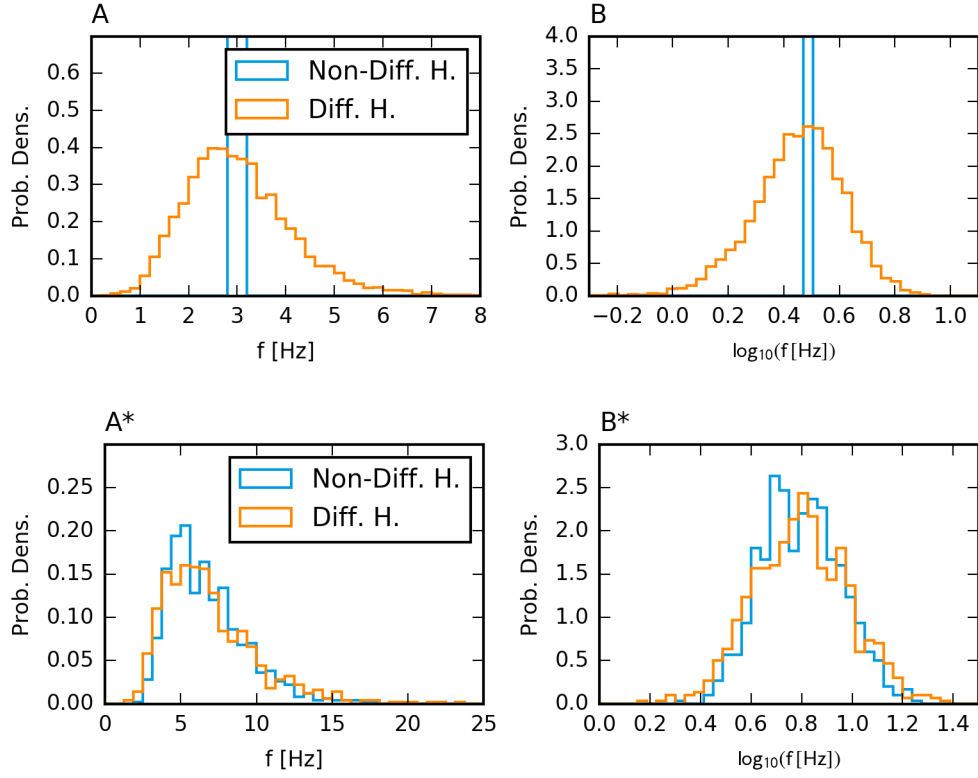 A
Prob. Dens.
0.7
0.6
0.5
0.4
0.3
0.2
0.1
0.0
Non-Diff. H.
Diff. H.
0 1 2 3 4 5 6 7 8
f [Hz]
B
Prob. Dens.
4.0
3.5
3.0
2.5
2.0
1.5
1.0
0.5
0.0
−0.2 0.0 0.2 0.4 0.6 0.8 1.0
log₁₀(f[Hz])
A*
Prob. Dens.
0.25
0.20
0.15
0.10
0.05
0.00
Non-Diff. H.
Diff. H.
0 5 10 15 20 25
f [Hz]
B*
Prob. Dens.
3.0
2.5
2.0
1.5
1.0
0.5
0.0
0.0 0.2 0.4 0.6 0.8 1.0 1.2 1.4
log₁₀(f[Hz])